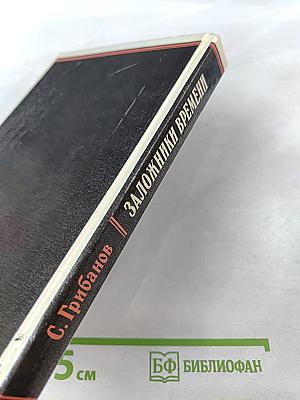 С. Грибанов // ЗАЛОЖНИКИ ВРЕМЕНИ
5 см
БФ БИБЛИОФАН